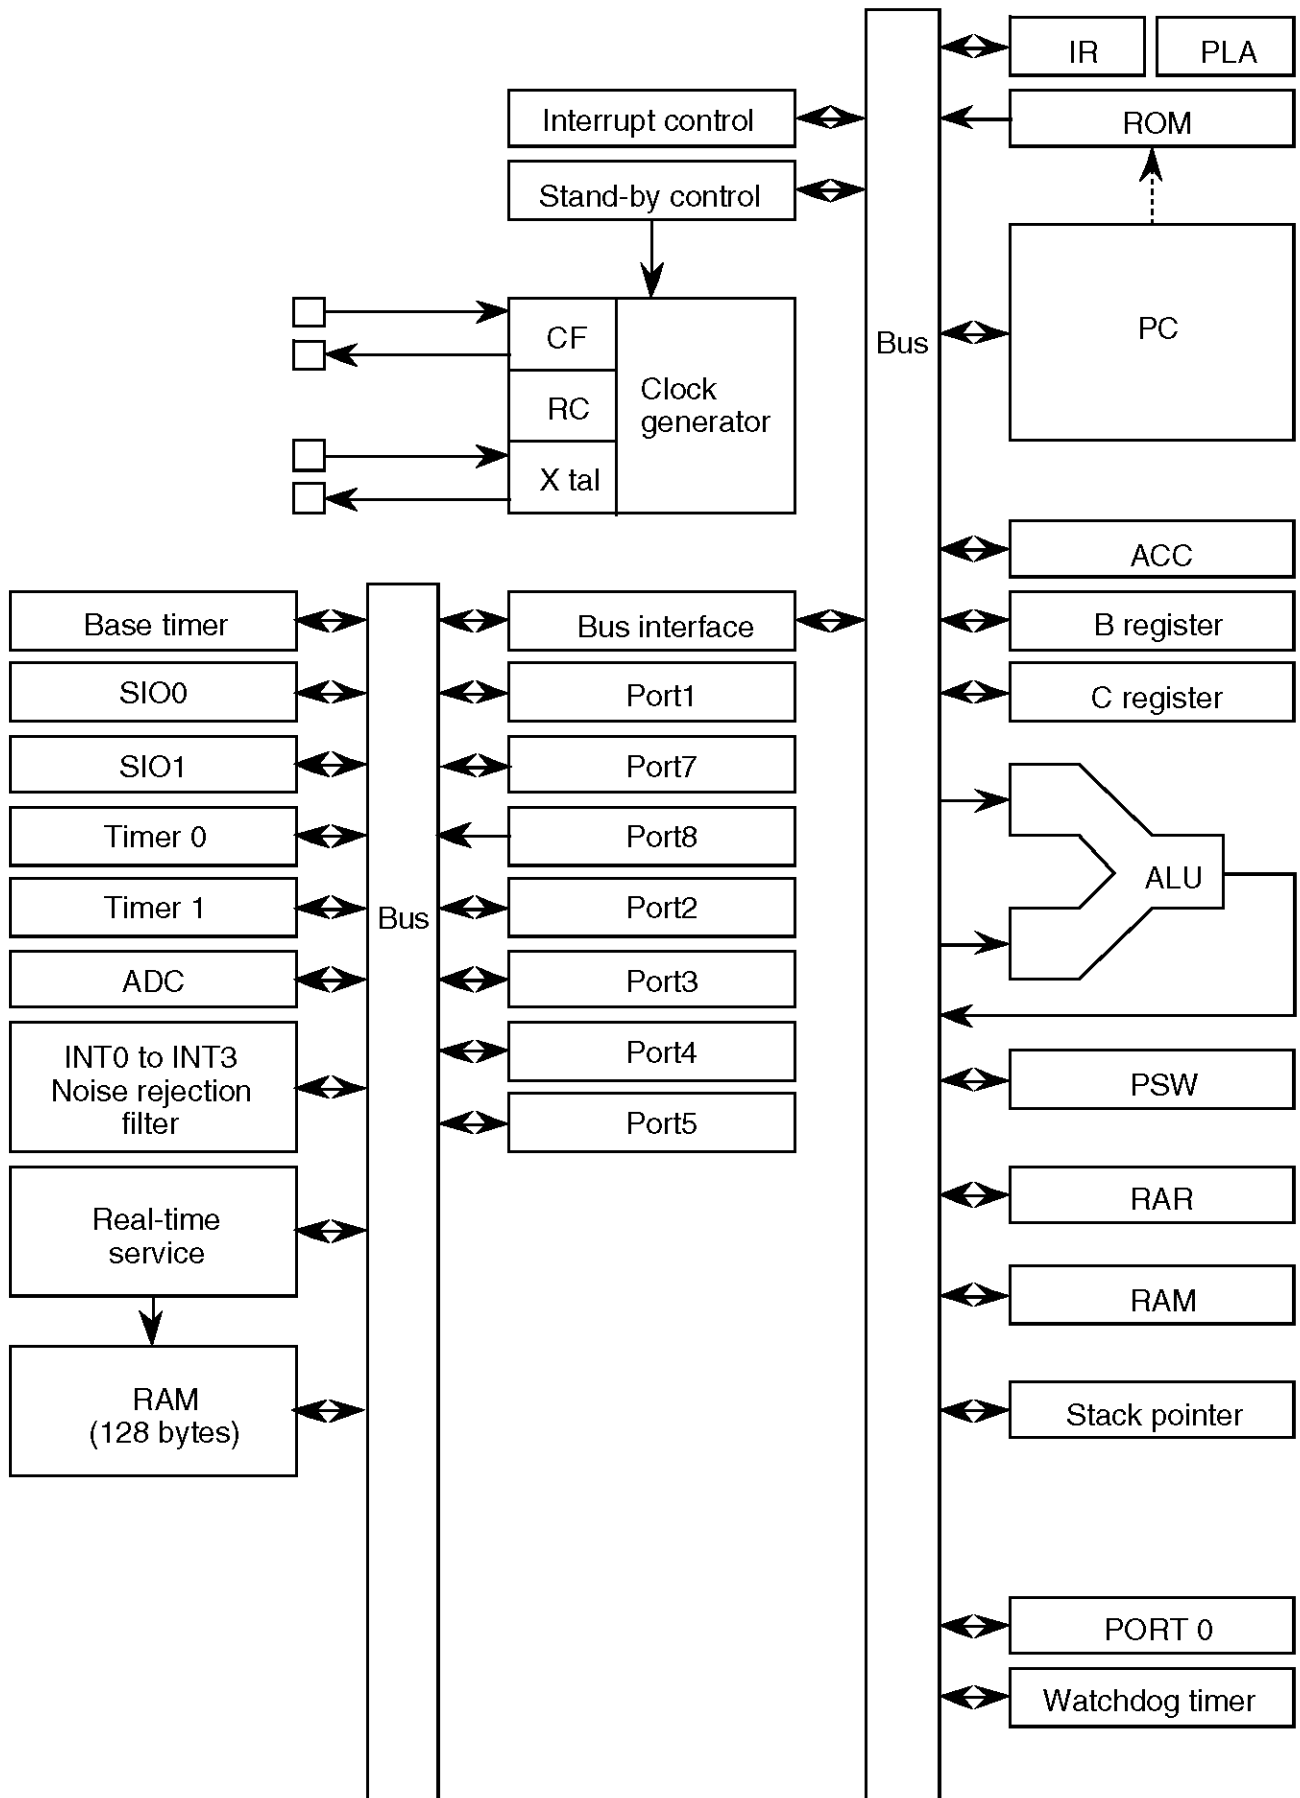 IR
PLA
Interrupt control
ROM
Stand-by control
CF
RC
X tal
Clock
generator
Bus
PC
ACC
Base timer
Bus interface
B register
SIO0
Port1
C register
SIO1
Port7
Timer 0
Port8
ALU
Timer 1
Bus
Port2
ADC
Port3
INT0 to INT3
Noise rejection
filter
Port4
PSW
Port5
Real-time
service
RAR
RAM
RAM
(128 bytes)
Stack pointer
PORT 0
Watchdog timer